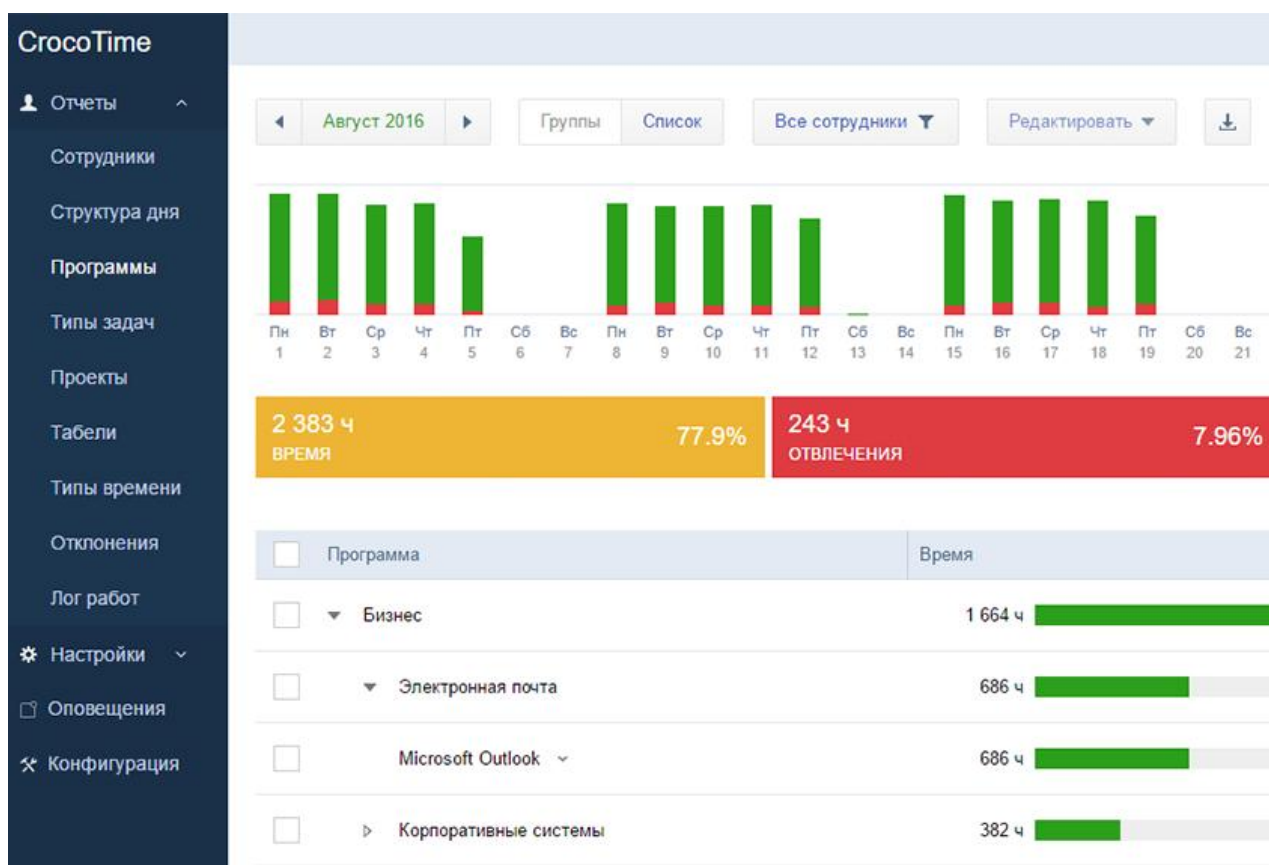 CrocoTime
Отчеты
Сотрудники
Структура дня
Программы
Типы задач
Проекты
Табели
Типы времени
Отклонения
Лог работ
Настройки
Оповещения
Конфигурация
Август 2016 Группы Список Все сотрудники Редактировать
Пн Вт Ср Чт Пт Сб Вс Пн Вт Ср Чт Пт Сб Вс Пн Вт Ср Чт Пт Сб Вс
1 2 3 4 5 6 7 8 9 10 11 12 13 14 15 16 17 18 19 20 21
2 383 ч 77.9%
ВРЕМЯ
243 ч 7.96%
ОТВЛЕЧЕНИЯ
Программа Время
Бизнес 1 664 ч
Электронная почта 686 ч
Microsoft Outlook 686 ч
Корпоративные системы 382 ч